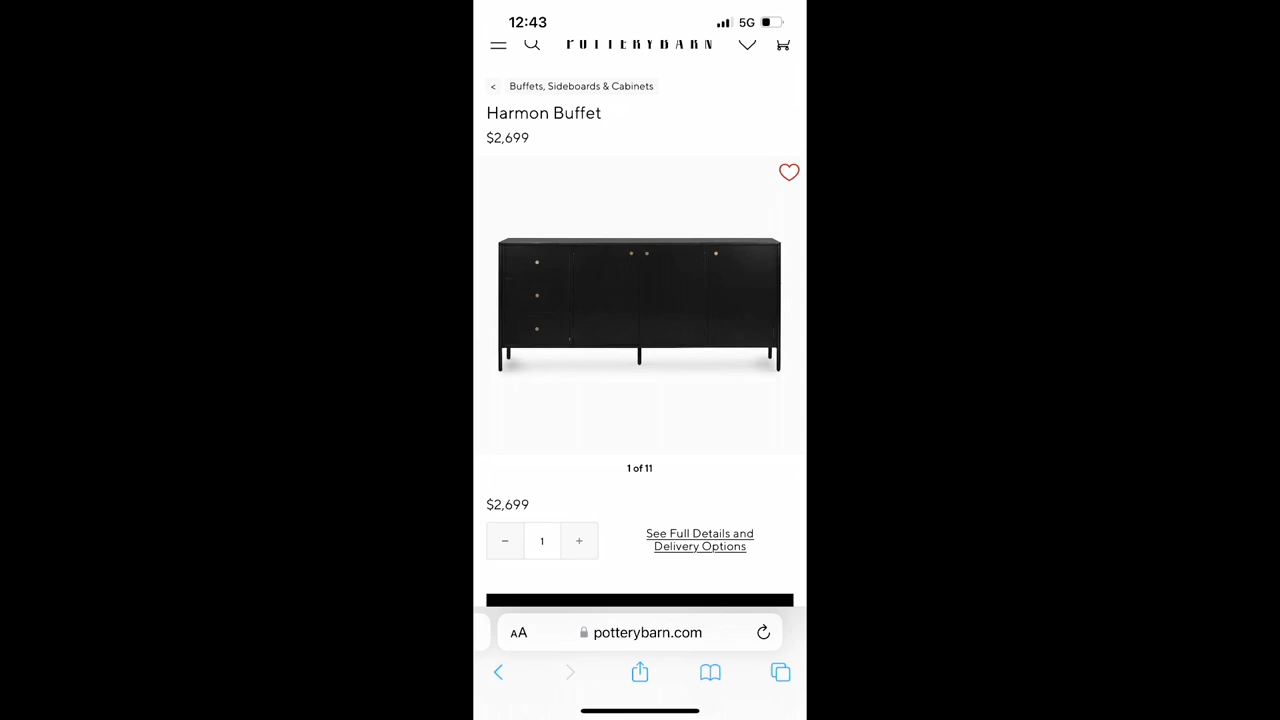 12:43 5G
POTTERYBARN
< Buffets, Sideboards & Cabinets
Harmon Buffet
$2,699
1 of 11
$2,699
− 1 +
See Full Details and
Delivery Options
AA potterybarn.com